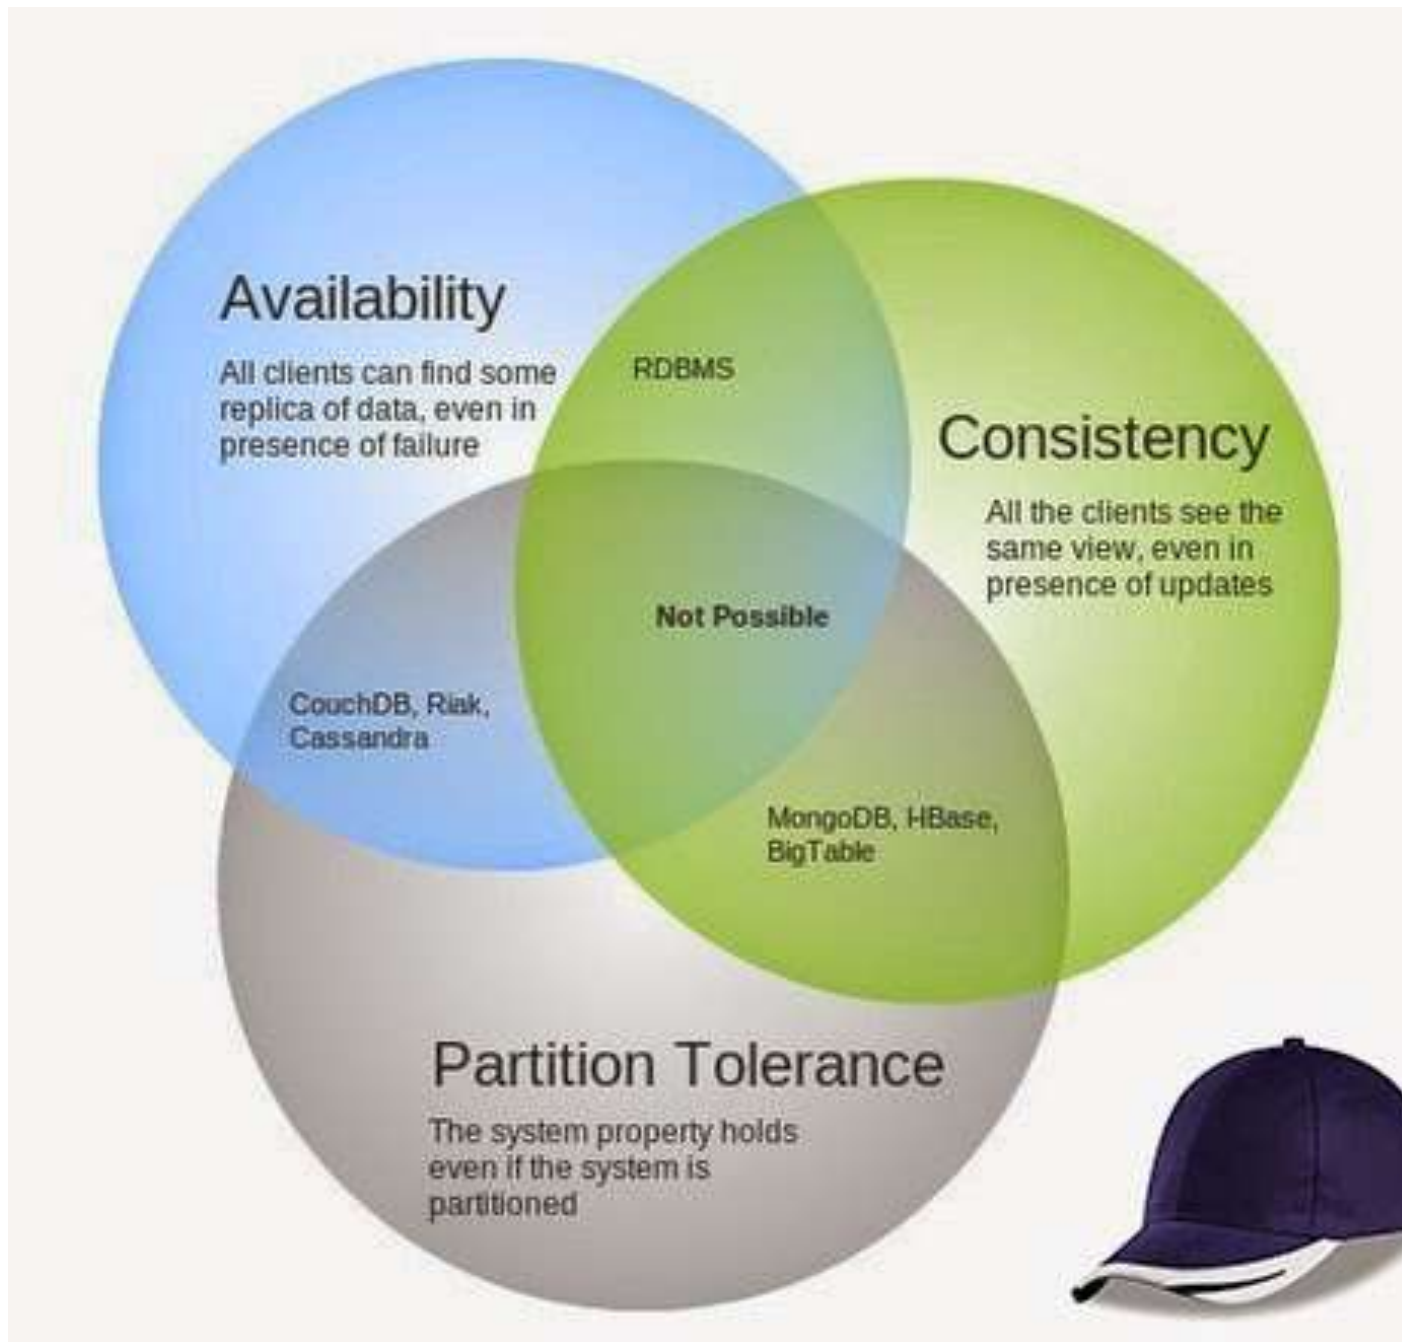 Availability
All clients can find some
replica of data, even in
presence of failure
RDBMS
Consistency
All the clients see the
same view, even in
presence of updates
Not Possible
CouchDB, Riak,
Cassandra
MongoDB, HBase,
BigTable
Partition Tolerance
The system property holds
even if the system is
partitioned